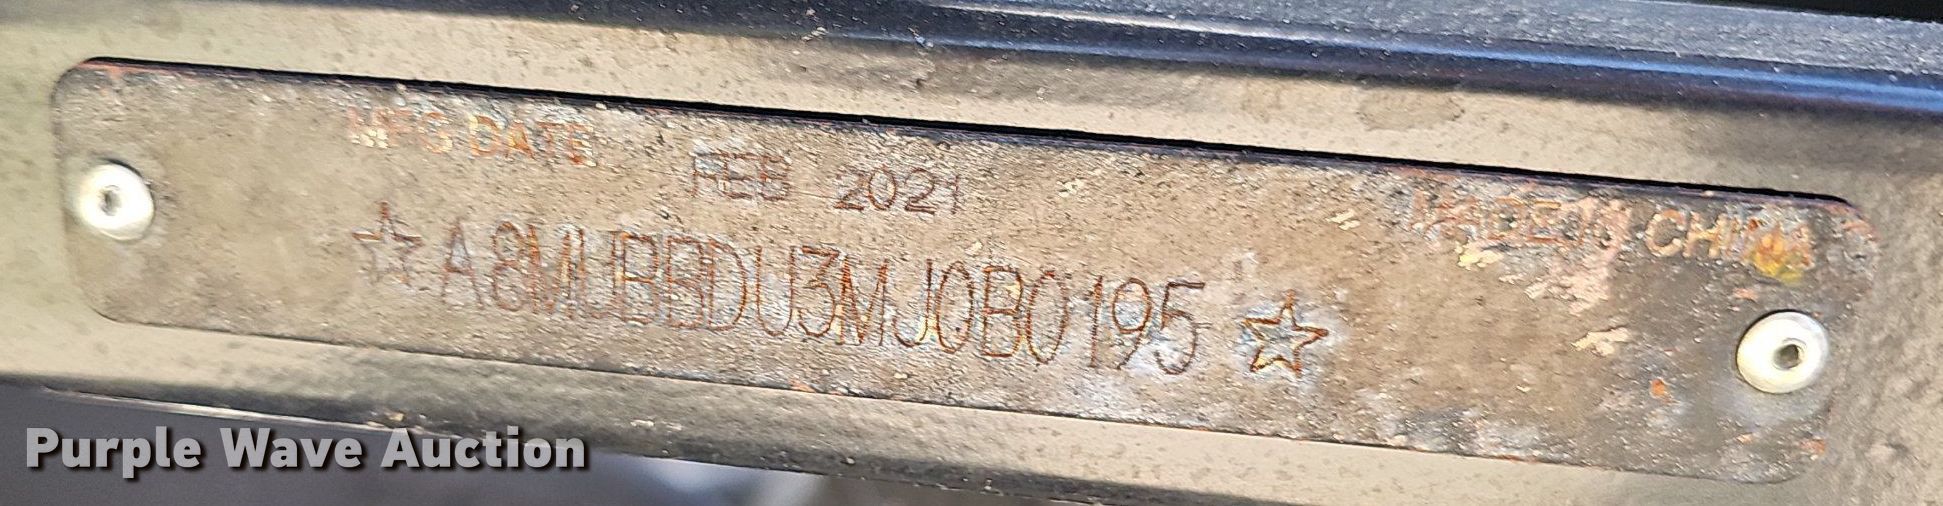 MFG DATE FEB 2021 MADE IN CHINA
☆A8MUBBDU3MJ0B0195☆
Purple Wave Auction